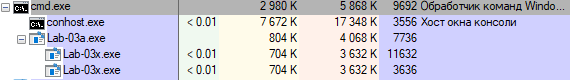 cmd.exe 2 980 K 5 868 K 9692 Обработчик команд Windo...
conhost.exe < 0.01 7 672 K 17 348 K 3556 Хост окна консоли
Lab-03a.exe 804 K 4 068 K 7736
Lab-03x.exe < 0.01 704 K 3 632 K 11632
Lab-03x.exe < 0.01 704 K 3 632 K 3636